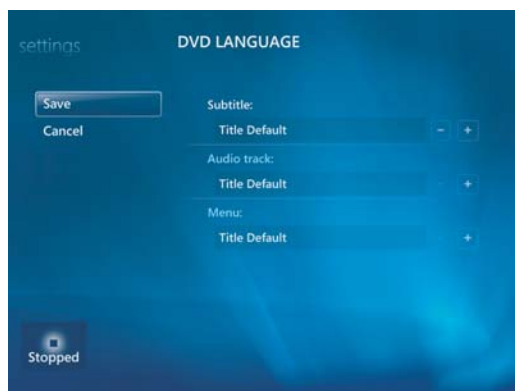 settings
DVD LANGUAGE
Save
Cancel
Subtitle:
Title Default
- +
Audio track:
Title Default
- +
Menu:
Title Default
+
Stopped